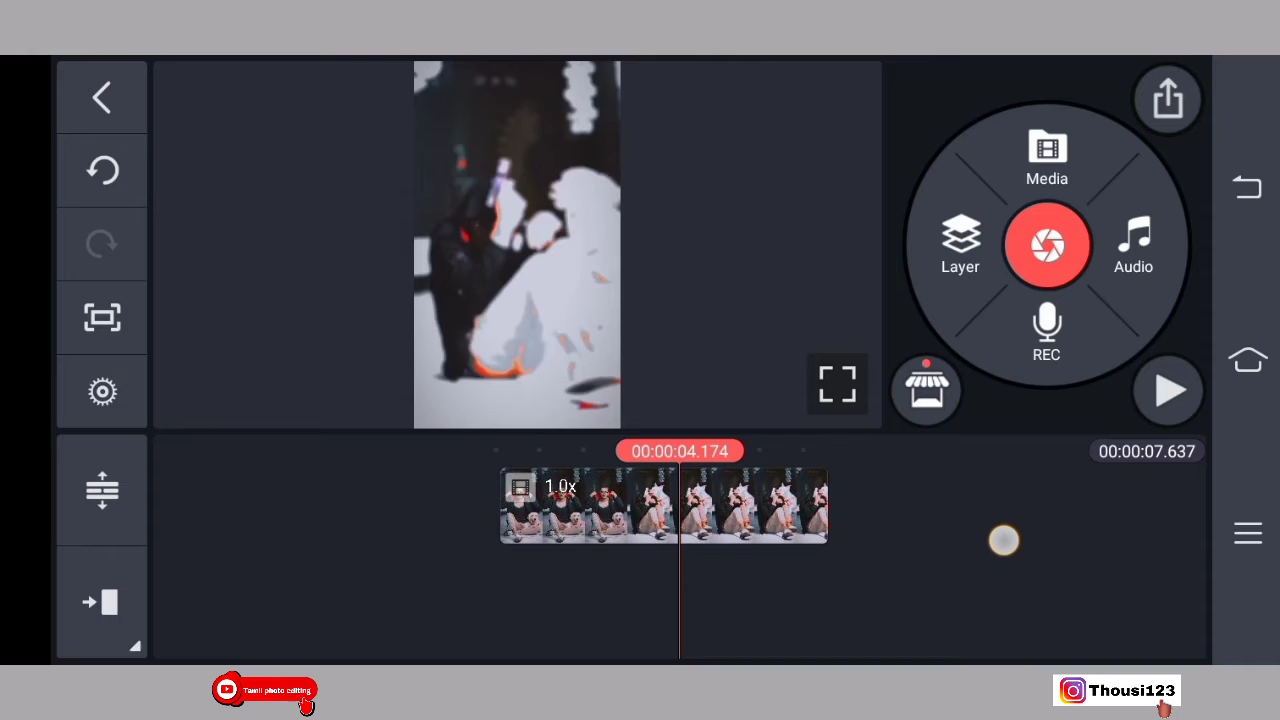 Media
Layer
Audio
REC
00:00:04.174
00:00:07.637
1.0x
Tamil photo editing
Thousi123